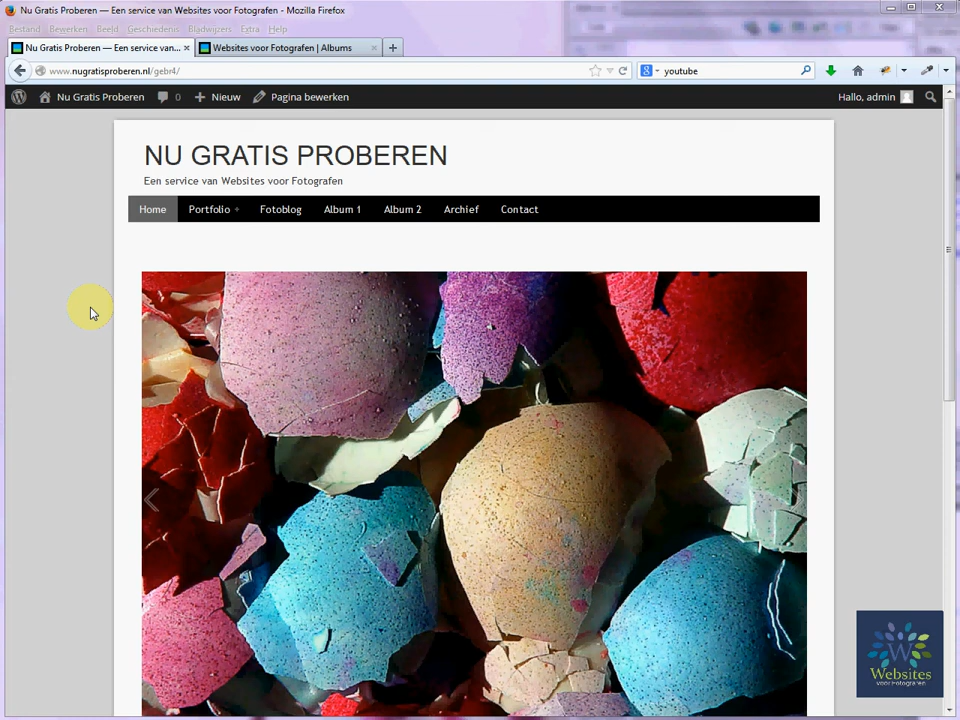 Nu Gratis Proberen — Een service van Websites voor Fotografen - Mozilla Firefox
Bestand Bewerken Beeld Geschiedenis Bladwijzers Extra Help
Nu Gratis Proberen — Een service van...
Websites voor Fotografen | Albums
www.nugratisproberen.nl/gebr4/
youtube
Nu Gratis Proberen 0 Nieuw Pagina bewerken Hallo, admin
NU GRATIS PROBEREN
Een service van Websites voor Fotografen
Home Portfolio + Fotoblog Album 1 Album 2 Archief Contact
W
Websites
voor Fotografen